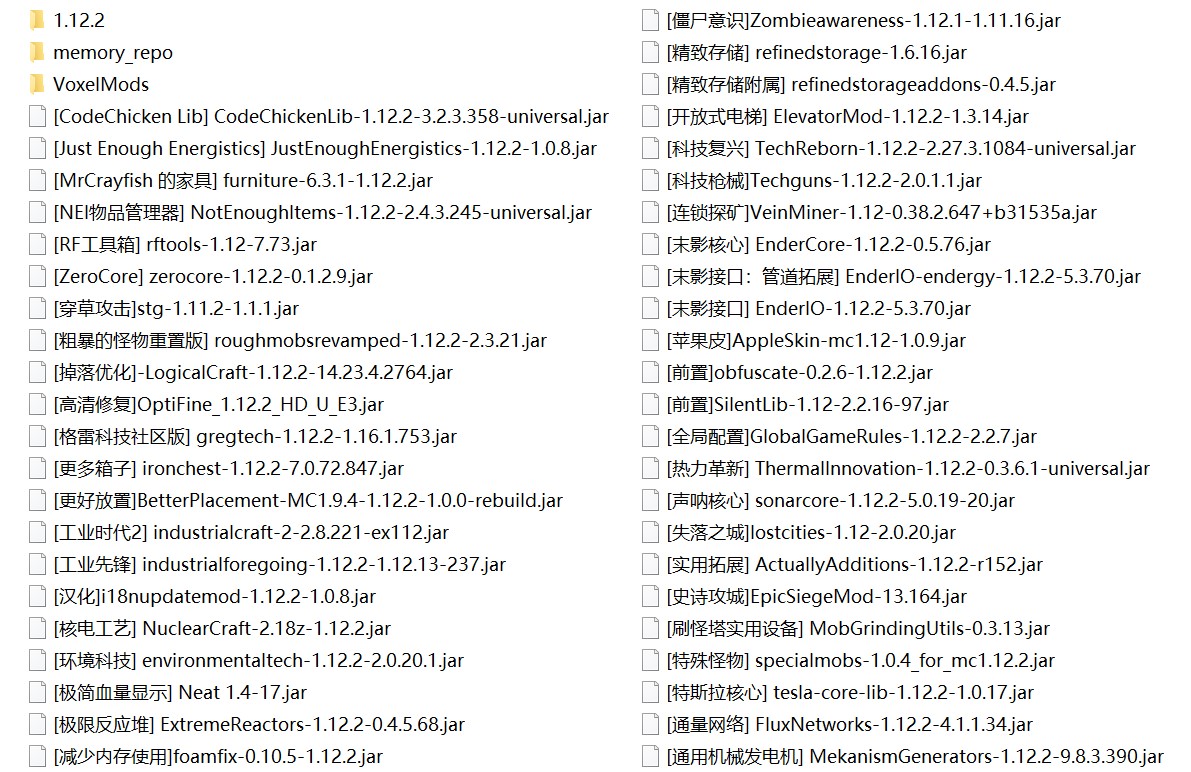 1.12.2
memory_repo
VoxelMods
[CodeChicken Lib] CodeChickenLib-1.12.2-3.2.3.358-universal.jar
[Just Enough Energistics] JustEnoughEnergistics-1.12.2-1.0.8.jar
[MrCrayfish 的家具] furniture-6.3.1-1.12.2.jar
[NEI物品管理器] NotEnoughItems-1.12.2-2.4.3.245-universal.jar
[RF工具箱] rftools-1.12-7.73.jar
[ZeroCore] zerocore-1.12.2-0.1.2.9.jar
[穿草攻击]stg-1.11.2-1.1.1.jar
[粗暴的怪物重置版] roughmobsrevamped-1.12.2-2.3.21.jar
[掉落优化]-LogicalCraft-1.12.2-14.23.4.2764.jar
[高清修复]OptiFine_1.12.2_HD_U_E3.jar
[格雷科技社区版] gregtech-1.12.2-1.16.1.753.jar
[更多箱子] ironchest-1.12.2-7.0.72.847.jar
[更好放置]BetterPlacement-MC1.9.4-1.12.2-1.0.0-rebuild.jar
[工业时代2] industrialcraft-2-2.8.221-ex112.jar
[工业先锋] industrialforegoing-1.12.2-1.12.13-237.jar
[汉化]i18nupdatemod-1.12.2-1.0.8.jar
[核电工艺] NuclearCraft-2.18z-1.12.2.jar
[环境科技] environmentaltech-1.12.2-2.0.20.1.jar
[极简血量显示] Neat 1.4-17.jar
[极限反应堆] ExtremeReactors-1.12.2-0.4.5.68.jar
[减少内存使用]foamfix-0.10.5-1.12.2.jar
[僵尸意识]Zombieawareness-1.12.1-1.11.16.jar
[精致存储] refinedstorage-1.6.16.jar
[精致存储附属] refinedstorageaddons-0.4.5.jar
[开放式电梯] ElevatorMod-1.12.2-1.3.14.jar
[科技复兴] TechReborn-1.12.2-2.27.3.1084-universal.jar
[科技枪械]Techguns-1.12.2-2.0.1.1.jar
[连锁探矿]VeinMiner-1.12-0.38.2.647+b31535a.jar
[末影核心] EnderCore-1.12.2-0.5.76.jar
[末影接口：管道拓展] EnderIO-endergy-1.12.2-5.3.70.jar
[末影接口] EnderIO-1.12.2-5.3.70.jar
[苹果皮]AppleSkin-mc1.12-1.0.9.jar
[前置]obfuscate-0.2.6-1.12.2.jar
[前置]SilentLib-1.12-2.2.16-97.jar
[全局配置]GlobalGameRules-1.12.2-2.2.7.jar
[热力革新] ThermalInnovation-1.12.2-0.3.6.1-universal.jar
[声呐核心] sonarcore-1.12.2-5.0.19-20.jar
[失落之城]lostcities-1.12-2.0.20.jar
[实用拓展] ActuallyAdditions-1.12.2-r152.jar
[史诗攻城]EpicSiegeMod-13.164.jar
[刷怪塔实用设备] MobGrindingUtils-0.3.13.jar
[特殊怪物] specialmobs-1.0.4_for_mc1.12.2.jar
[特斯拉核心] tesla-core-lib-1.12.2-1.0.17.jar
[通量网络] FluxNetworks-1.12.2-4.1.1.34.jar
[通用机械发电机] MekanismGenerators-1.12.2-9.8.3.390.jar